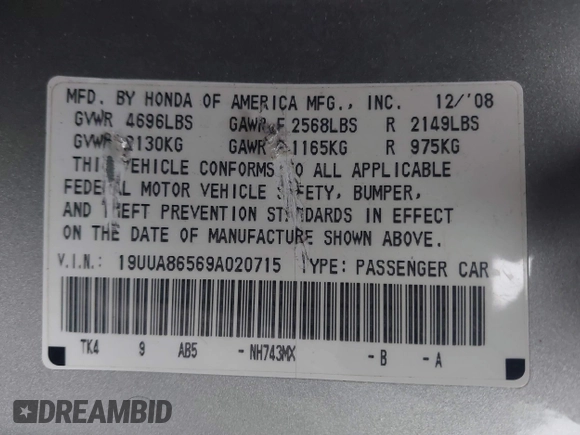 MFD. BY HONDA OF AMERICA MFG., INC. 12/'08
GVWR 4696LBS GAWR F 2568LBS R 2149LBS
GVWR 2130KG GAWR 1165KG R 975KG
THIS VEHICLE CONFORMS TO ALL APPLICABLE
FEDERAL MOTOR VEHICLE SAFETY, BUMPER,
AND THEFT PREVENTION STANDARDS IN EFFECT
ON THE DATE OF MANUFACTURE SHOWN ABOVE.
V.I.N.: 19UUA86569A020715 TYPE: PASSENGER CAR
TK4 9 AB5 -NH743MX -B -A
DREAMBID